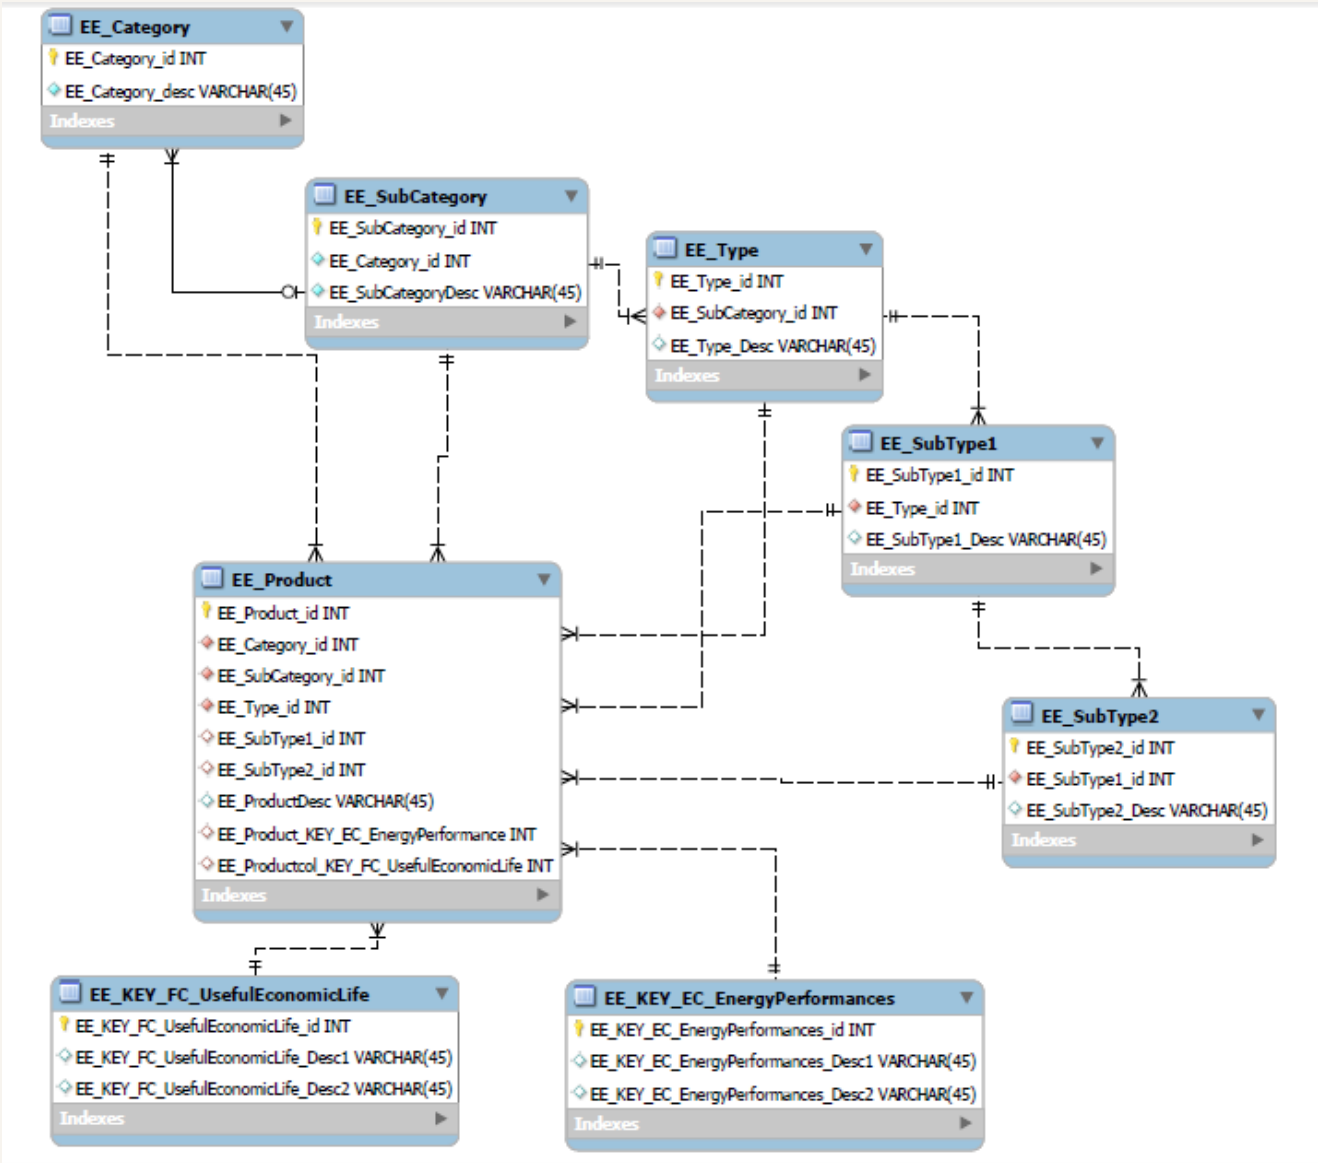 EE_Category
EE_Category_id INT
EE_Category_desc VARCHAR(45)
Indexes
EE_SubCategory
EE_SubCategory_id INT
EE_Category_id INT
EE_SubCategoryDesc VARCHAR(45)
Indexes
EE_Type
EE_Type_id INT
EE_SubCategory_id INT
EE_Type_Desc VARCHAR(45)
Indexes
EE_SubType1
EE_SubType1_id INT
EE_Type_id INT
EE_SubType1_Desc VARCHAR(45)
Indexes
EE_Product
EE_Product_id INT
EE_Category_id INT
EE_SubCategory_id INT
EE_Type_id INT
EE_SubType1_id INT
EE_SubType2_id INT
EE_ProductDesc VARCHAR(45)
EE_Product_KEY_EC_EnergyPerformance INT
EE_Productcol_KEY_FC_UsefulEconomicLife INT
Indexes
EE_SubType2
EE_SubType2_id INT
EE_SubType1_id INT
EE_SubType2_Desc VARCHAR(45)
Indexes
EE_KEY_FC_UsefulEconomicLife
EE_KEY_FC_UsefulEconomicLife_id INT
EE_KEY_FC_UsefulEconomicLife_Desc1 VARCHAR(45)
EE_KEY_FC_UsefulEconomicLife_Desc2 VARCHAR(45)
Indexes
EE_KEY_EC_EnergyPerformances
EE_KEY_EC_EnergyPerformances_id INT
EE_KEY_EC_EnergyPerformances_Desc1 VARCHAR(45)
EE_KEY_EC_EnergyPerformances_Desc2 VARCHAR(45)
Indexes